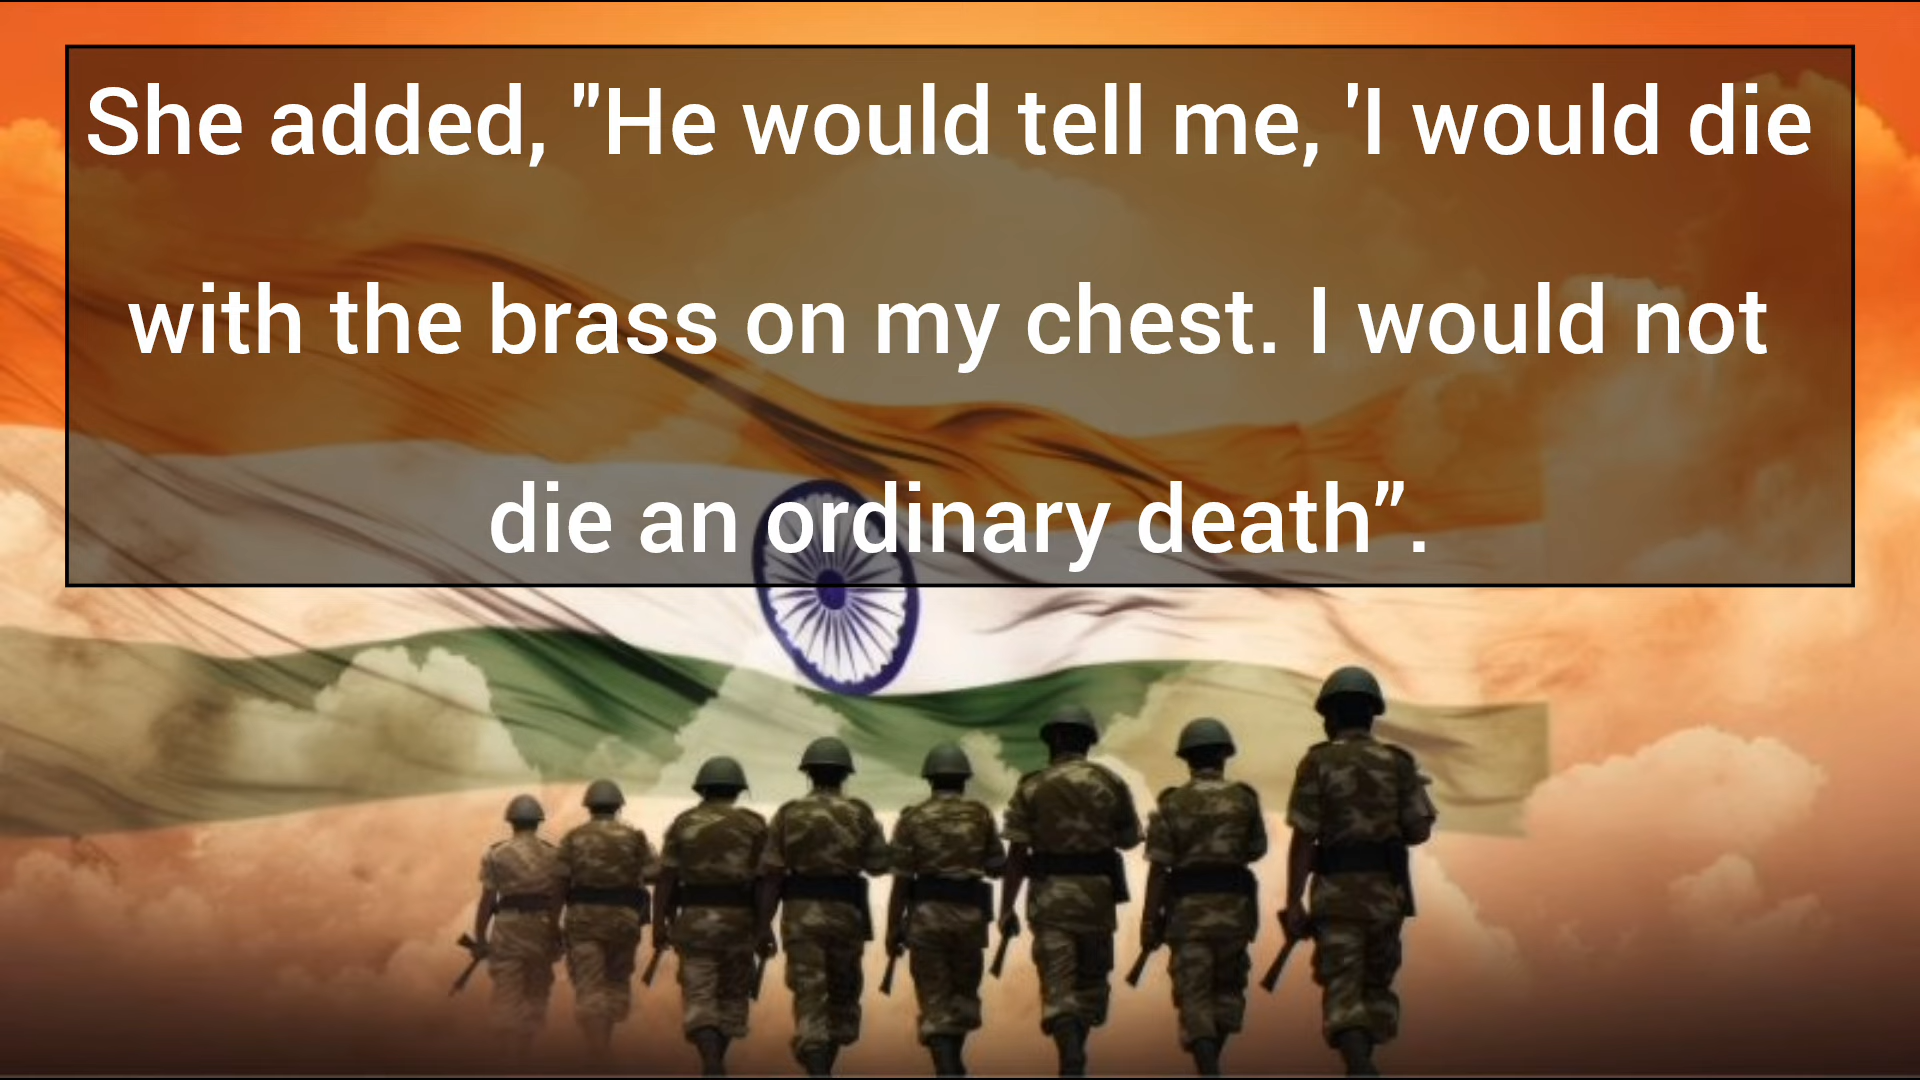 She added, "He would tell me, 'I would die
with the brass on my chest. I would not
die an ordinary death”.